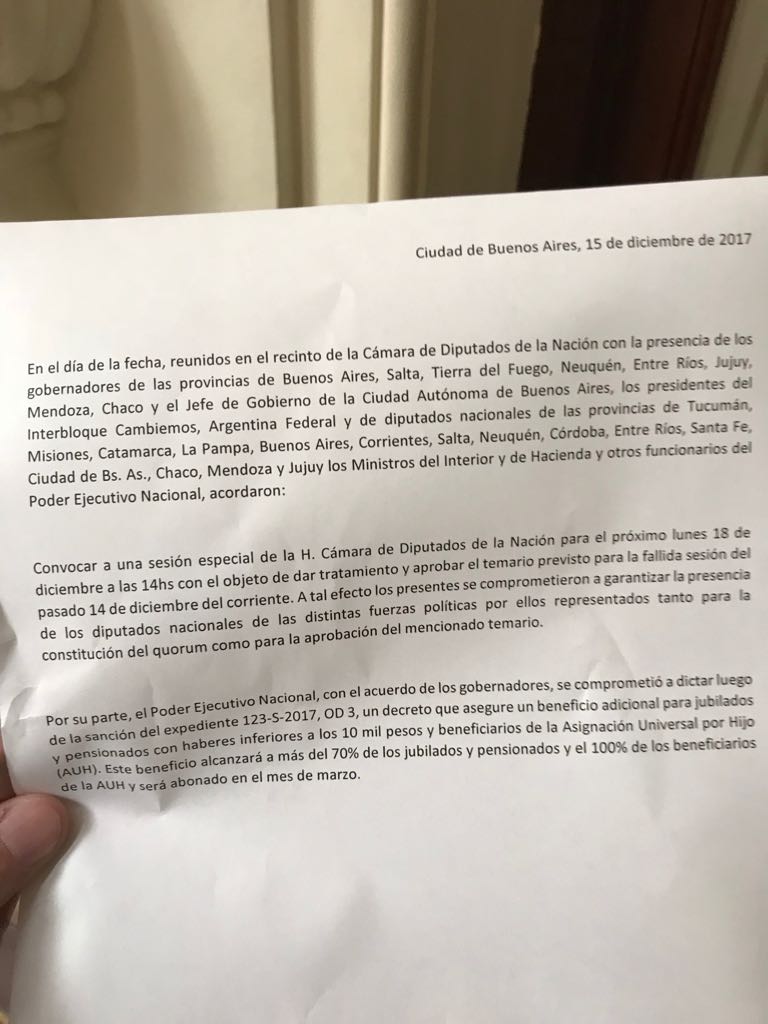 Ciudad de Buenos Aires, 15 de diciembre de 2017
En el día de la fecha, reunidos en el recinto de la Cámara de Diputados de la Nación con la presencia de los
gobernadores de las provincias de Buenos Aires, Salta, Tierra del Fuego, Neuquén, Entre Ríos, Jujuy,
Mendoza, Chaco y el Jefe de Gobierno de la Ciudad Autónoma de Buenos Aires, los presidentes del
Interbloque Cambiemos, Argentina Federal y de diputados nacionales de las provincias de Tucumán,
Misiones, Catamarca, La Pampa, Buenos Aires, Corrientes, Salta, Neuquén, Córdoba, Entre Ríos, Santa Fe,
Ciudad de Bs. As., Chaco, Mendoza y Jujuy los Ministros del Interior y de Hacienda y otros funcionarios del
Poder Ejecutivo Nacional, acordaron:
Convocar a una sesión especial de la H. Cámara de Diputados de la Nación para el próximo lunes 18 de
diciembre a las 14hs con el objeto de dar tratamiento y aprobar el temario previsto para la fallida sesión del
pasado 14 de diciembre del corriente. A tal efecto los presentes se comprometieron a garantizar la presencia
de los diputados nacionales de las distintas fuerzas políticas por ellos representados tanto para la
constitución del quorum como para la aprobación del mencionado temario.
Por su parte, el Poder Ejecutivo Nacional, con el acuerdo de los gobernadores, se comprometió a dictar luego
de la sanción del expediente 123-S-2017, OD 3, un decreto que asegure un beneficio adicional para jubilados
y pensionados con haberes inferiores a los 10 mil pesos y beneficiarios de la Asignación Universal por Hijo
(AUH). Este beneficio alcanzará a más del 70% de los jubilados y pensionados y el 100% de los beneficiarios
de la AUH y será abonado en el mes de marzo.